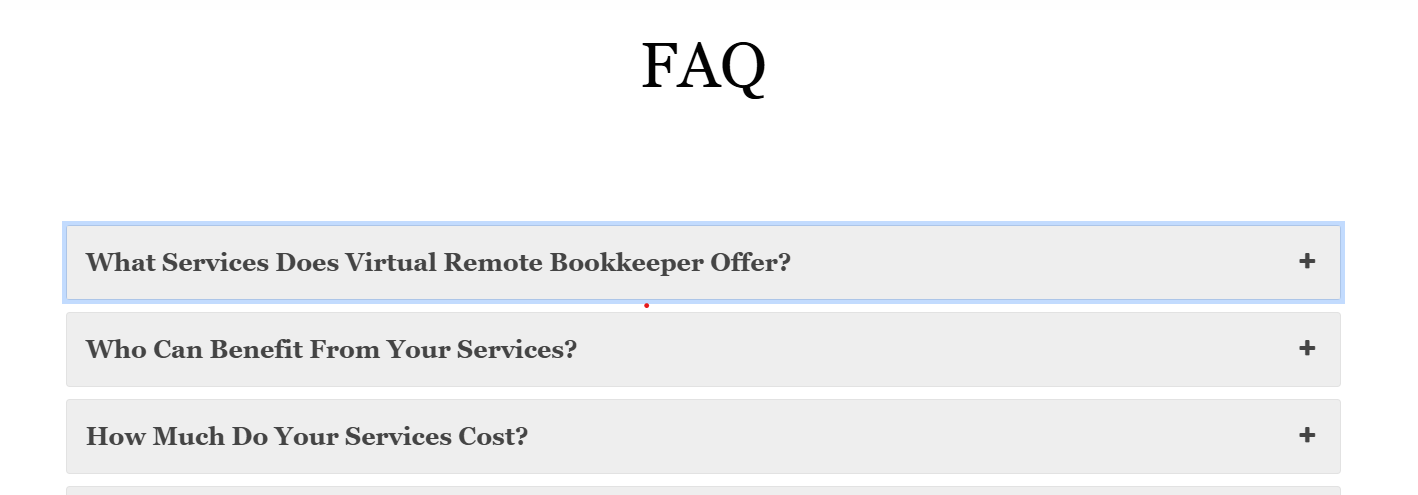 FAQ
What Services Does Virtual Remote Bookkeeper Offer?
Who Can Benefit From Your Services?
How Much Do Your Services Cost?